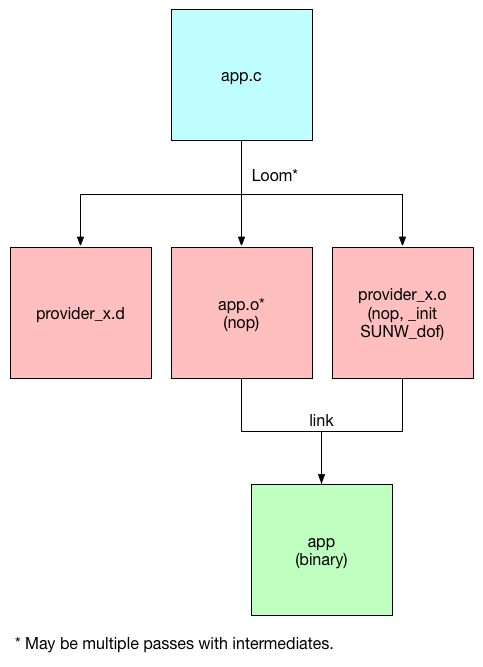 app.c
Loom*
provider_x.d
app.o*
(nop)
provider_x.o
(nop, _init
SUNW_dof)
link
app
(binary)
* May be multiple passes with intermediates.